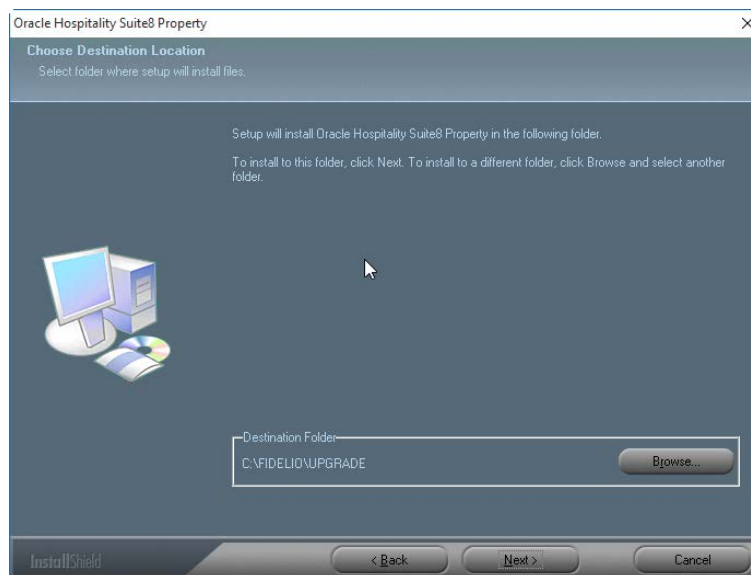 Oracle Hospitality Suite8 Property
Choose Destination Location
Select folder where setup will install files.
Setup will install Oracle Hospitality Suite8 Property in the following folder.
To install to this folder, click Next. To install to a different folder, click Browse and select another
folder.
Destination Folder
C:\FIDELIO\UPGRADE
Browse...
InstallShield
< Back
Next >
Cancel